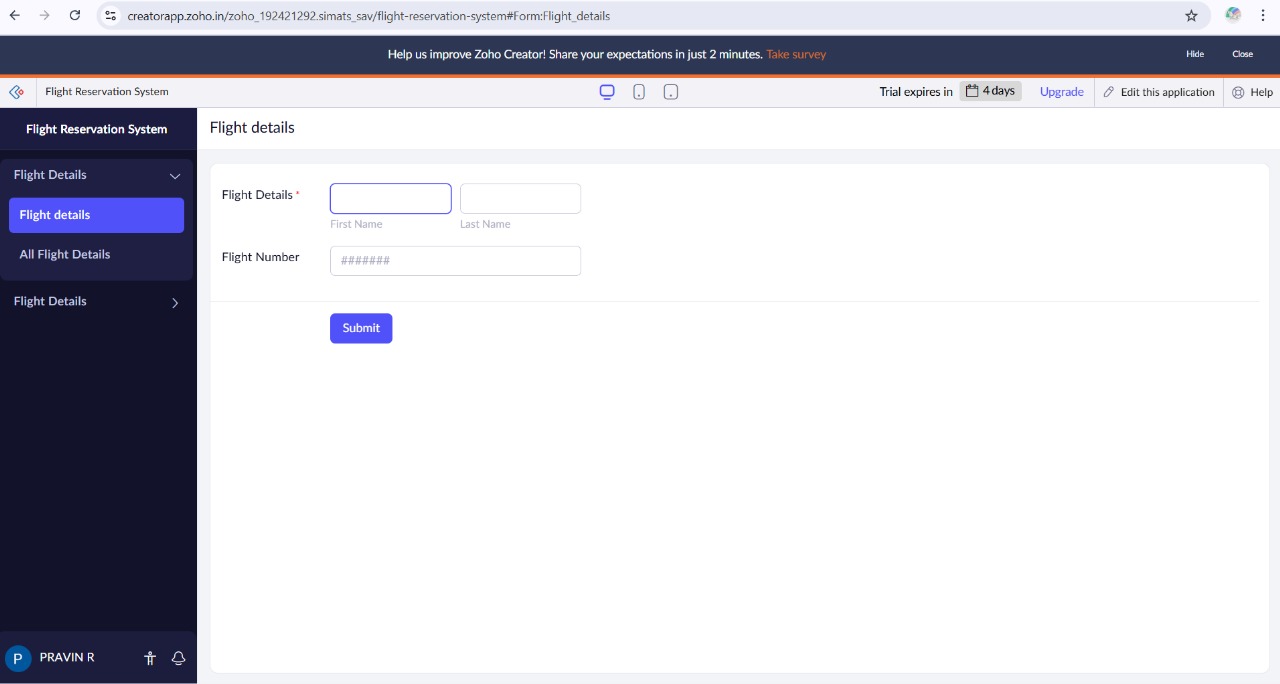 creatorapp.zoho.in/zoho_192421292.simats_sav/flight-reservation-system#Form:Flight_details
Help us improve Zoho Creator! Share your expectations in just 2 minutes. Take survey
Hide
Close
Flight Reservation System
Trial expires in 4 days
Upgrade
Edit this application
Help
Flight Reservation System
Flight details
Flight Details
Flight details
All Flight Details
Flight Details
Flight Details *
First Name
Last Name
Flight Number
#######
Submit
P PRAVIN R